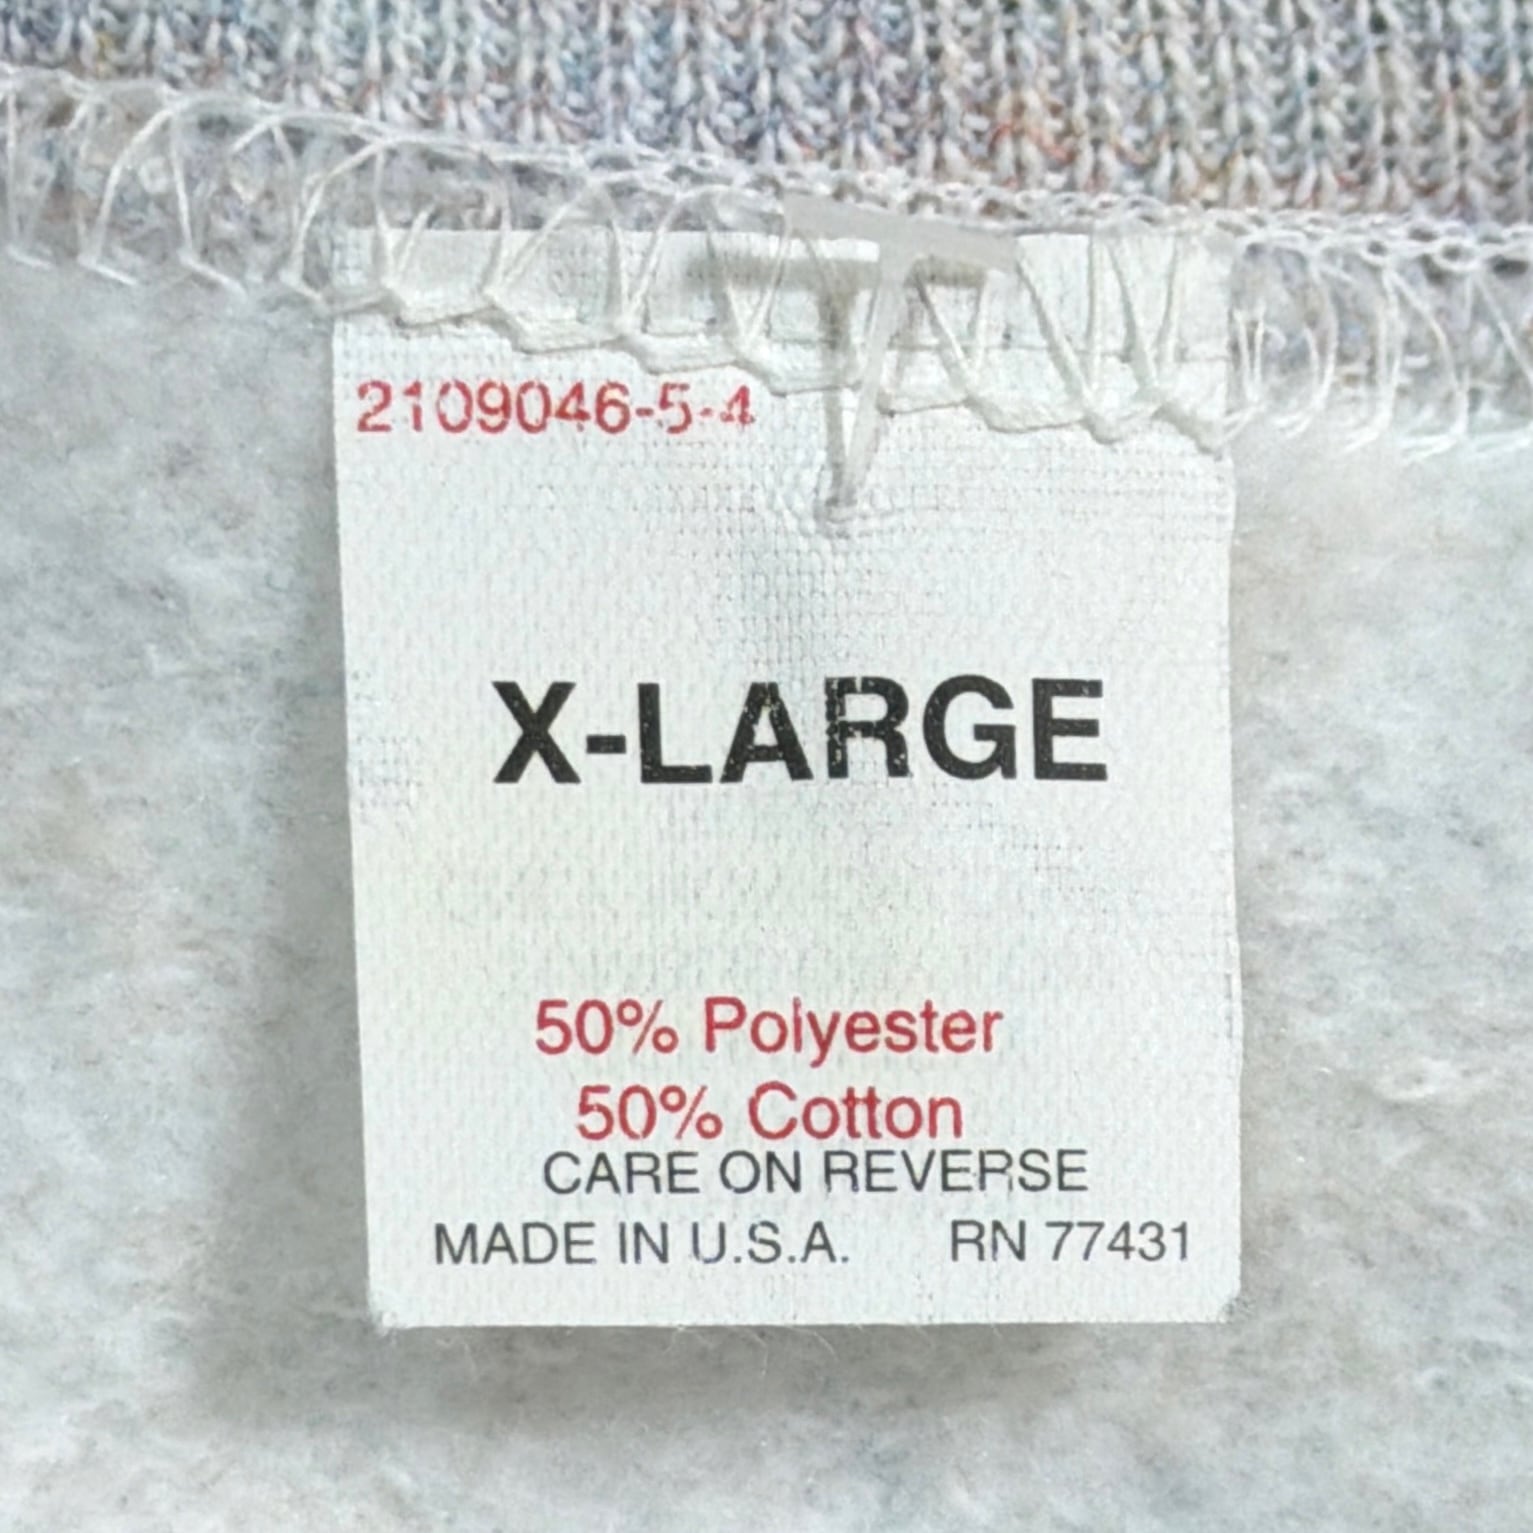 2109046-5-4
X-LARGE
50% Polyester
50% Cotton
CARE ON REVERSE
MADE IN U.S.A. RN 77431